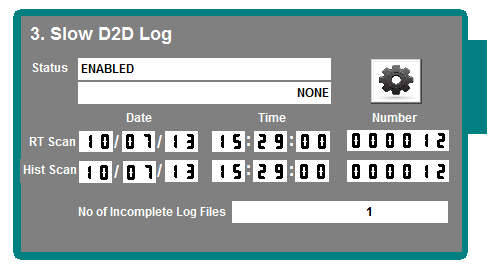 3. Slow D2D Log
Status ENABLED
NONE
Date Time Number
RT Scan 10/07/13 15:29:00 000012
Hist Scan 10/07/13 15:29:00 000012
No of Incomplete Log Files 1